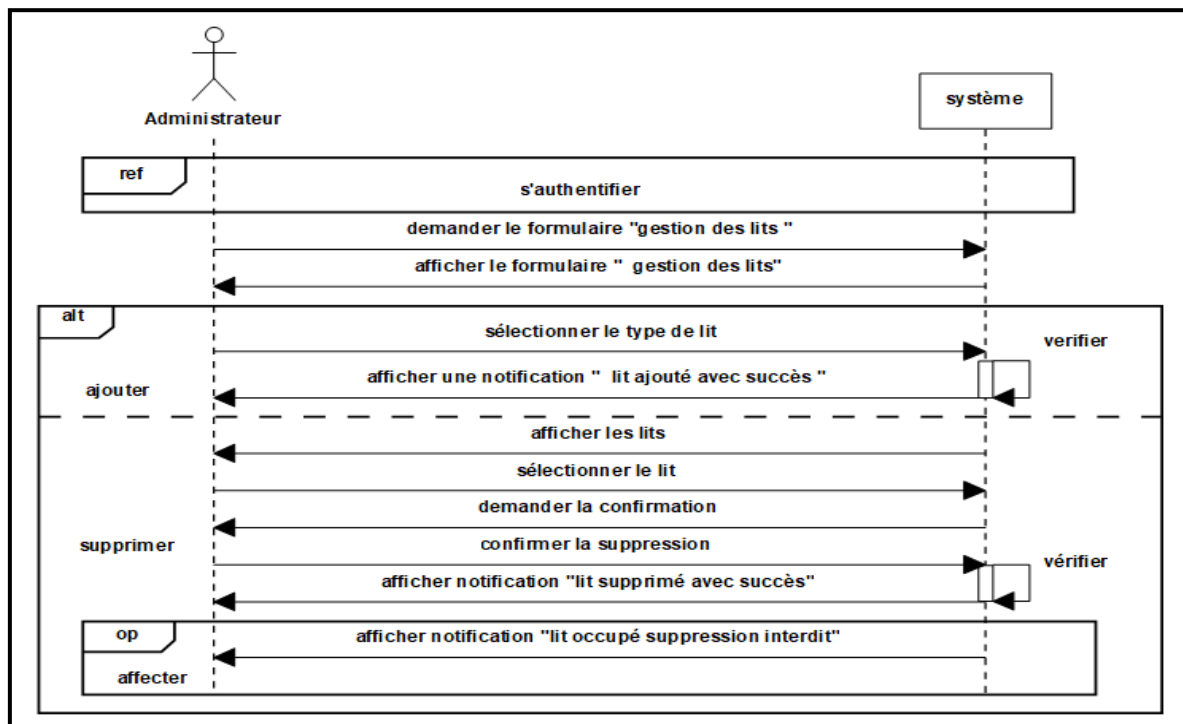 Administrateur
système
ref
s'authentifier
demander le formulaire "gestion des lits "
afficher le formulaire " gestion des lits"
alt
sélectionner le type de lit
verifier
afficher une notification " lit ajouté avec succès "
ajouter
afficher les lits
sélectionner le lit
demander la confirmation
supprimer
confirmer la suppression
vérifier
afficher notification "lit supprimé avec succès"
op
afficher notification "lit occupé suppression interdit"
affecter